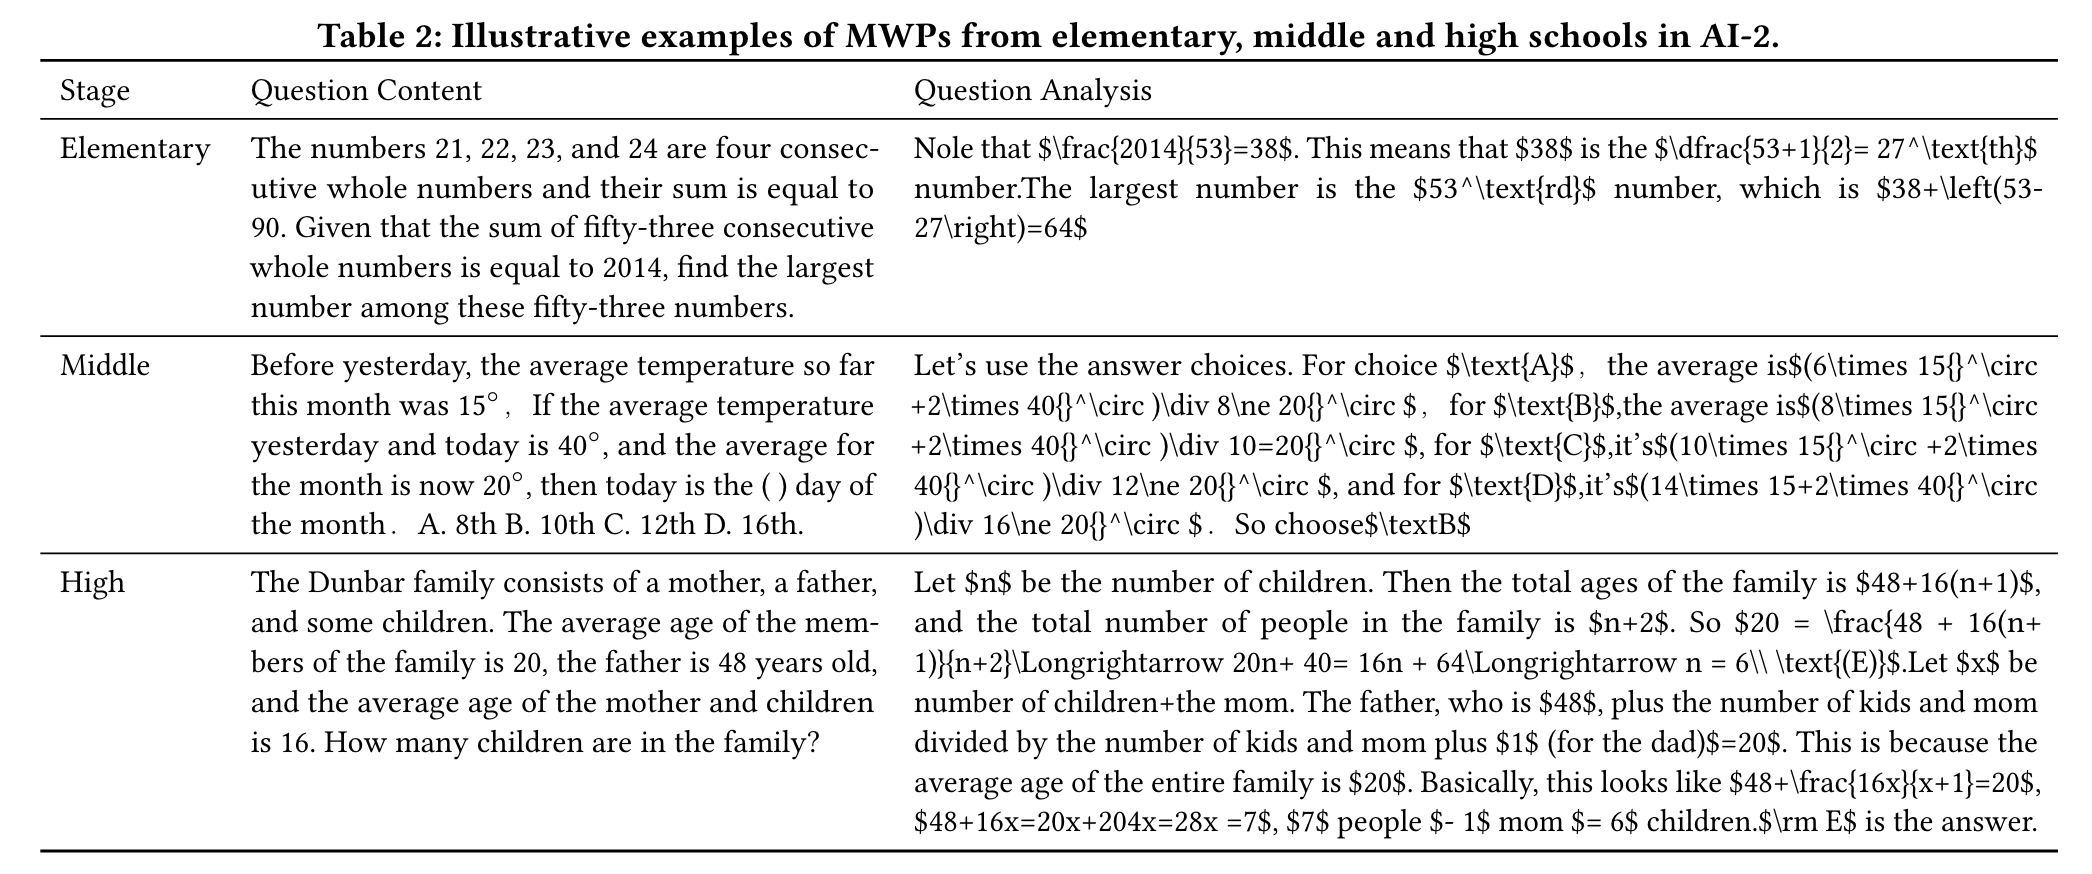 Table 2: Illustrative examples of MWPs from elementary, middle and high schools in AI-2.
Stage
Question Content
Question Analysis
Elementary
The numbers 21, 22, 23, and 24 are four consec-
utive whole numbers and their sum is equal to
90. Given that the sum of fifty-three consecutive
whole numbers is equal to 2014, find the largest
number among these fifty-three numbers.
Nole that $\frac{2014}{53}=38$. This means that $38$ is the $\dfrac{53+1}{2}= 27^\text{th}$
number.The largest number is the $53^\text{rd}$ number, which is $38+\left(53-
27\right)=64$
Middle
Before yesterday, the average temperature so far
this month was 15°，If the average temperature
yesterday and today is 40°, and the average for
the month is now 20°, then today is the ( ) day of
the month．A. 8th B. 10th C. 12th D. 16th.
Let's use the answer choices. For choice $\text{A}$，the average is$(6\times 15{}^\circ
+2\times 40{}^\circ )\div 8\ne 20{}^\circ $，for $\text{B}$,the average is$(8\times 15{}^\circ
+2\times 40{}^\circ )\div 10=20{}^\circ $, for $\text{C}$,it's$(10\times 15{}^\circ +2\times
40{}^\circ )\div 12\ne 20{}^\circ $, and for $\text{D}$,it's$(14\times 15+2\times 40{}^\circ
)\div 16\ne 20{}^\circ $．So choose$\textB$
High
The Dunbar family consists of a mother, a father,
and some children. The average age of the mem-
bers of the family is 20, the father is 48 years old,
and the average age of the mother and children
is 16. How many children are in the family?
Let $n$ be the number of children. Then the total ages of the family is $48+16(n+1)$,
and the total number of people in the family is $n+2$. So $20 = \frac{48 + 16(n+
1)}{n+2}\Longrightarrow 20n+ 40= 16n + 64\Longrightarrow n = 6\\ \text{(E)}$.Let $x$ be
number of children+the mom. The father, who is $48$, plus the number of kids and mom
divided by the number of kids and mom plus $1$ (for the dad)$=20$. This is because the
average age of the entire family is $20$. Basically, this looks like $48+\frac{16x}{x+1}=20$,
$48+16x=20x+204x=28x =7$, $7$ people $- 1$ mom $= 6$ children.$\rm E$ is the answer.